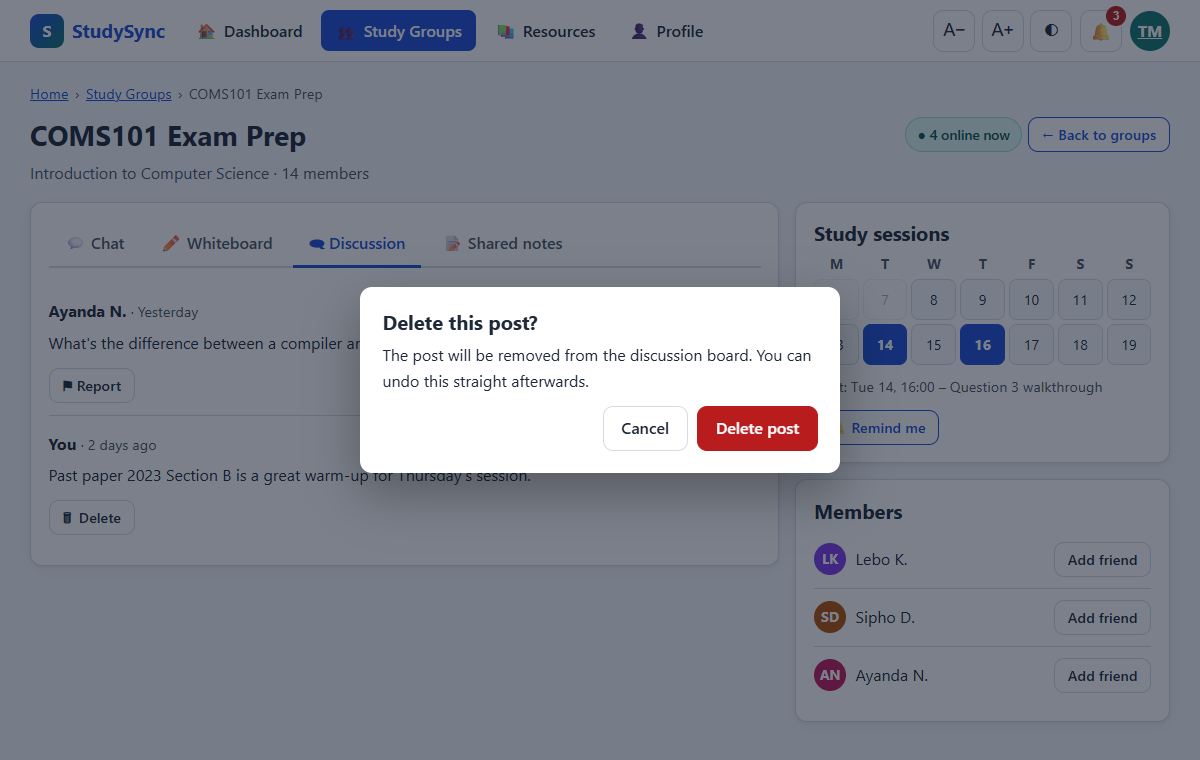 S StudySync Dashboard Study Groups Resources Profile A− A+ 3 TM
Home › Study Groups › COMS101 Exam Prep
COMS101 Exam Prep
● 4 online now ← Back to groups
Introduction to Computer Science · 14 members
Chat Whiteboard Discussion Shared notes
Ayanda N. · Yesterday
What's the difference between a compiler
Report
You · 2 days ago
Past paper 2023 Section B is a great warm-up for Thursday's session.
Delete
Delete this post?
The post will be removed from the discussion board. You can
undo this straight afterwards.
Cancel Delete post
Study sessions
M T W T F S S
7 8 9 10 11 12
14 15 16 17 18 19
Tue 14, 16:00 – Question 3 walkthrough
Remind me
Members
LK Lebo K. Add friend
SD Sipho D. Add friend
AN Ayanda N. Add friend